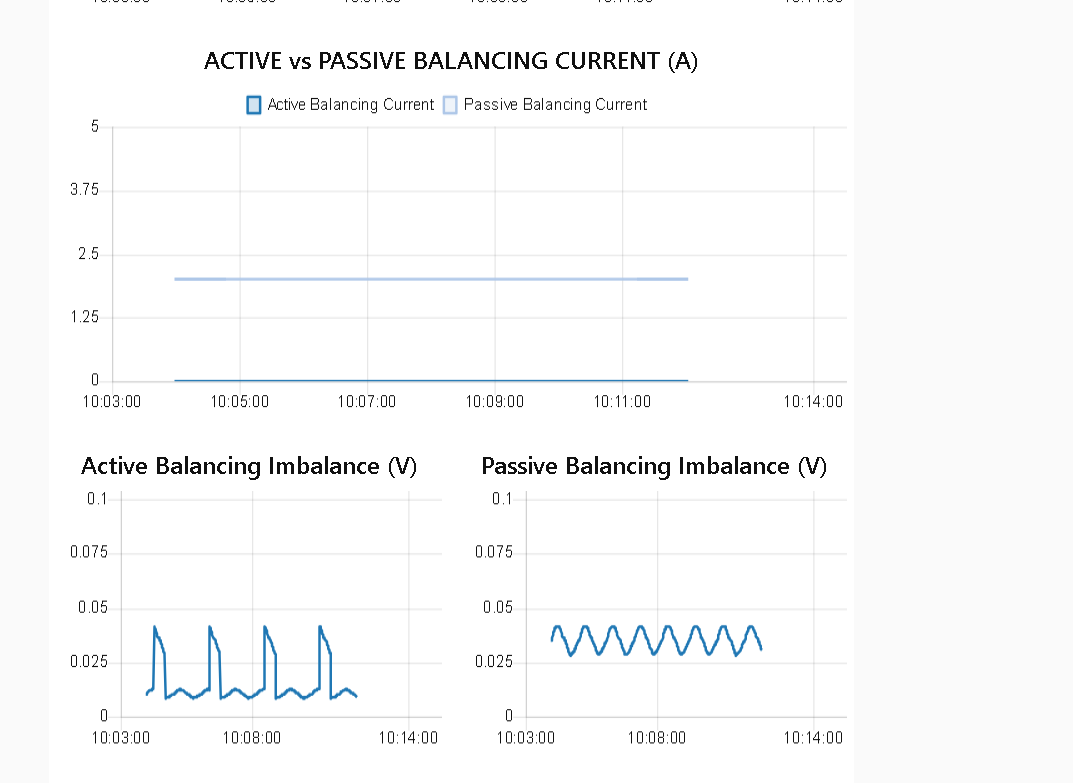 ACTIVE vs PASSIVE BALANCING CURRENT (A)
Active Balancing Current Passive Balancing Current
5
3.75
2.5
1.25
0
10:03:00 10:05:00 10:07:00 10:09:00 10:11:00 10:14:00
Active Balancing Imbalance (V) Passive Balancing Imbalance (V)
0.1 0.1
0.075 0.075
0.05 0.05
0.025 0.025
0 0
10:03:00 10:08:00 10:14:00 10:03:00 10:08:00 10:14:00